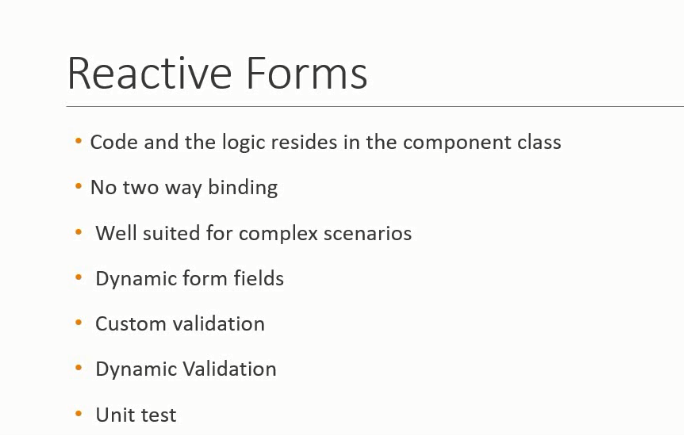 Reactive Forms
• Code and the logic resides in the component class
• No two way binding
• Well suited for complex scenarios
• Dynamic form fields
• Custom validation
• Dynamic Validation
• Unit test